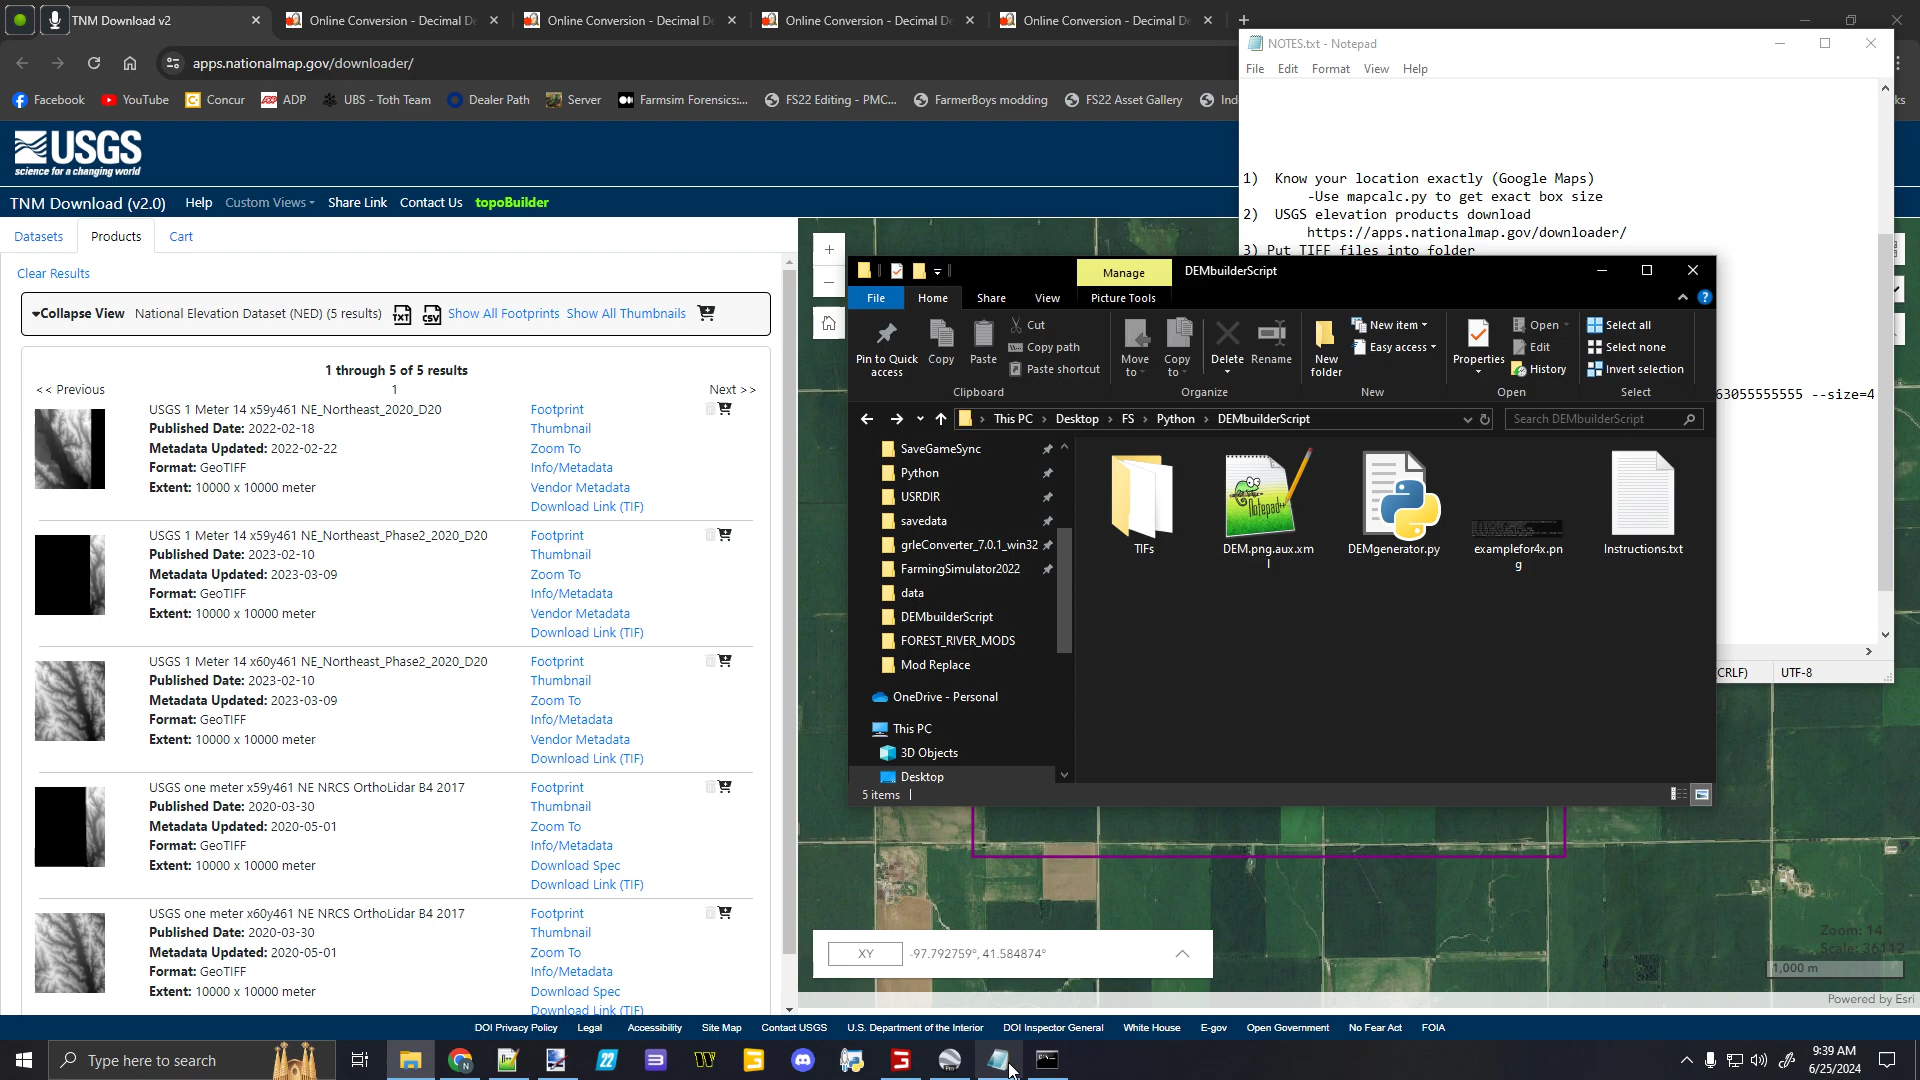 TNM Download v2
Online Conversion - Decimal De
Online Conversion - Decimal De
Online Conversion - Decimal De
Online Conversion - Decimal De
apps.nationalmap.gov/downloader/
Facebook
YouTube
Concur
ADP
UBS - Toth Team
Dealer Path
Server
Farmsim Forensics:...
FS22 Editing - PMC...
FarmerBoys modding
FS22 Asset Gallery
Ind
NOTES.txt - Notepad
File Edit Format View Help
1) Know your location exactly (Google Maps)
-Use mapcalc.py to get exact box size
2) USGS elevation products download
https://apps.nationalmap.gov/downloader/
3) Put TIFF files into folder
63055555555 --size=4
CRLF) UTF-8
USGS
science for a changing world
TNM Download (v2.0) Help Custom Views Share Link Contact Us topoBuilder
Datasets Products Cart
Clear Results
Collapse View National Elevation Dataset (NED) (5 results) TXT CSV Show All Footprints Show All Thumbnails
1 through 5 of 5 results
<< Previous 1 Next >>
USGS 1 Meter 14 x59y461 NE_Northeast_2020_D20 Footprint
Published Date: 2022-02-18 Thumbnail
Metadata Updated: 2022-02-22 Zoom To
Format: GeoTIFF Info/Metadata
Extent: 10000 x 10000 meter Vendor Metadata
Download Link (TIF)
USGS 1 Meter 14 x59y461 NE_Northeast_Phase2_2020_D20 Footprint
Published Date: 2023-02-10 Thumbnail
Metadata Updated: 2023-03-09 Zoom To
Format: GeoTIFF Info/Metadata
Extent: 10000 x 10000 meter Vendor Metadata
Download Link (TIF)
USGS 1 Meter 14 x60y461 NE_Northeast_Phase2_2020_D20 Footprint
Published Date: 2023-02-10 Thumbnail
Metadata Updated: 2023-03-09 Zoom To
Format: GeoTIFF Info/Metadata
Extent: 10000 x 10000 meter Vendor Metadata
Download Link (TIF)
USGS one meter x59y461 NE NRCS OrthoLidar B4 2017 Footprint
Published Date: 2020-03-30 Thumbnail
Metadata Updated: 2020-05-01 Zoom To
Format: GeoTIFF Info/Metadata
Extent: 10000 x 10000 meter Download Spec
Download Link (TIF)
USGS one meter x60y461 NE NRCS OrthoLidar B4 2017 Footprint
Published Date: 2020-03-30 Thumbnail
Metadata Updated: 2020-05-01 Zoom To
Format: GeoTIFF Info/Metadata
Extent: 10000 x 10000 meter Download Spec
Download Link (TIF)
Manage DEMbuilderScript
File Home Share View Picture Tools
Pin to Quick access
Copy
Paste
Cut
Copy path
Paste shortcut
Clipboard
Move to
Copy to
Delete
Rename
Organize
New folder
New item
Easy access
New
Properties
Open
Edit
History
Open
Select all
Select none
Invert selection
Select
This PC > Desktop > FS > Python > DEMbuilderScript
Search DEMbuilderScript
SaveGameSync
Python
USRDIR
savedata
grleConverter_7.0.1_win32
FarmingSimulator2022
data
DEMbuilderScript
FOREST_RIVER_MODS
Mod Replace
OneDrive - Personal
This PC
3D Objects
Desktop
TIFs
DEM.png.aux.xml
DEMgenerator.py
examplefor4x.png
Instructions.txt
5 items
XY -97.792759°, 41.584874°
Zoom: 14
Scale: 36112
1,000 m
Powered by Esri
DOI Privacy Policy Legal Accessibility Site Map Contact USGS U.S. Department of the Interior DOI Inspector General White House E-gov Open Government No Fear Act FOIA
Type here to search
9:39 AM
6/25/2024